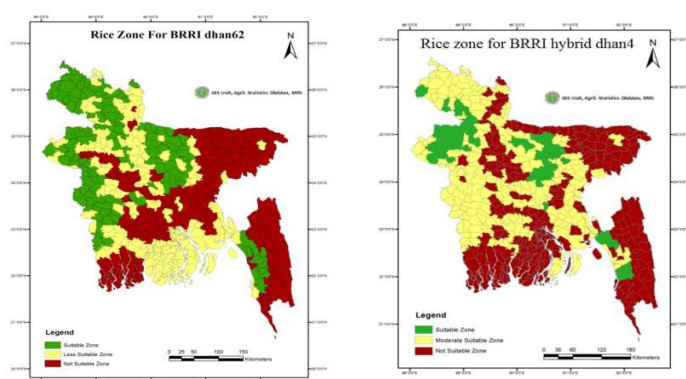 Rice Zone For BRRI dhan62
N
GIS Unit, Agril. Statistics Division, BRRI
Legend
Suitable Zone
Less Suitable Zone
Not Suitable Zone
0 25 50 100 150
Kilometers
Rice zone for BRRI hybrid dhan4
N
GIS Unit, Agril. Statistics Division, BRRI
Legend
Suitable Zone
Moderate Suitable Zone
Not Suitable Zone
0 30 60 120 180
Kilometers